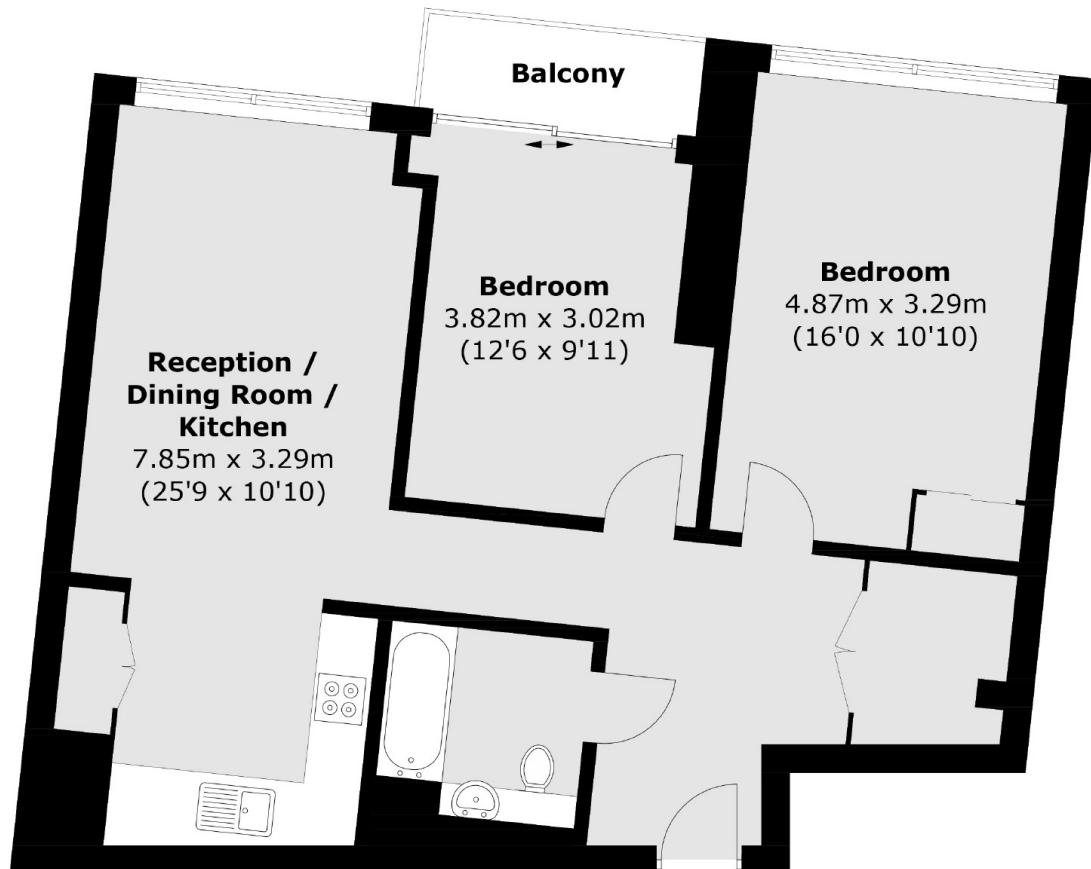 Balcony
Bedroom
3.82m x 3.02m
(12'6 x 9'11)
Bedroom
4.87m x 3.29m
(16'0 x 10'10)
Reception /
Dining Room /
Kitchen
7.85m x 3.29m
(25'9 x 10'10)